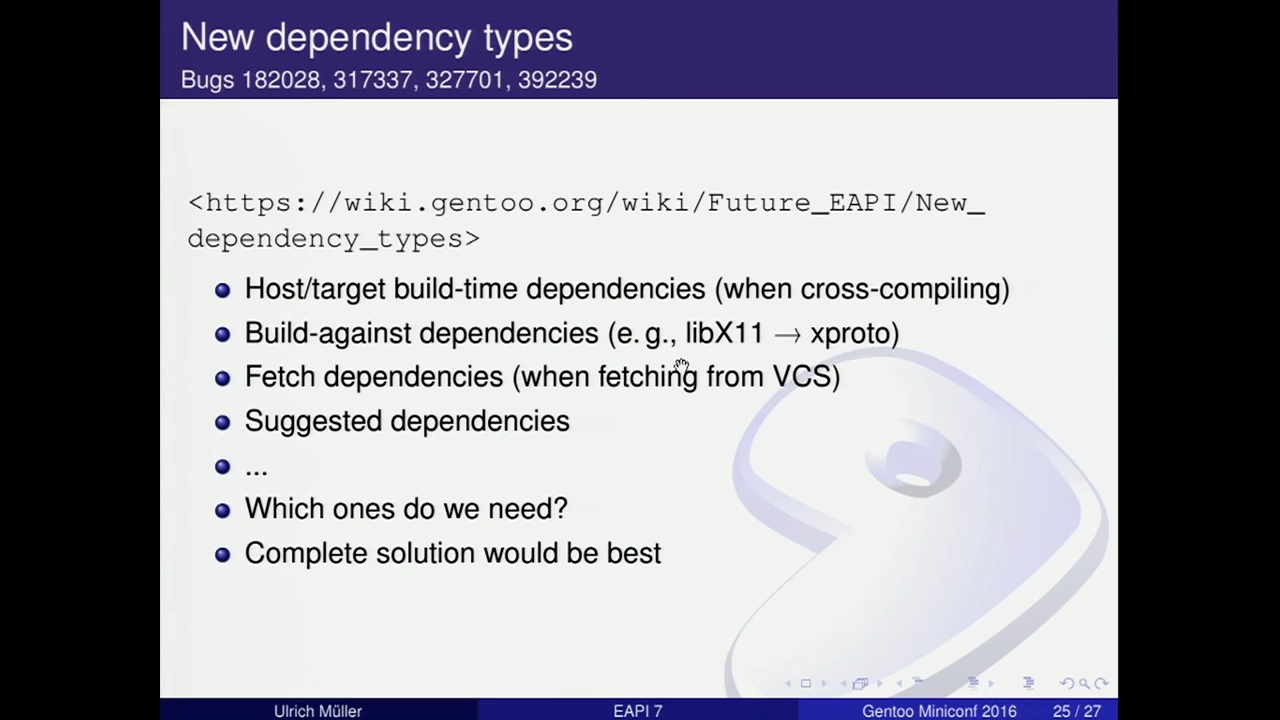 New dependency types
Bugs 182028, 317337, 327701, 392239
<https://wiki.gentoo.org/wiki/Future_EAPI/New_
dependency_types>
Host/target build-time dependencies (when cross-compiling)
Build-against dependencies (e. g., libX11 → xproto)
Fetch dependencies (when fetching from VCS)
Suggested dependencies
...
Which ones do we need?
Complete solution would be best
Ulrich Müller EAPI 7 Gentoo Miniconf 2016 25 / 27